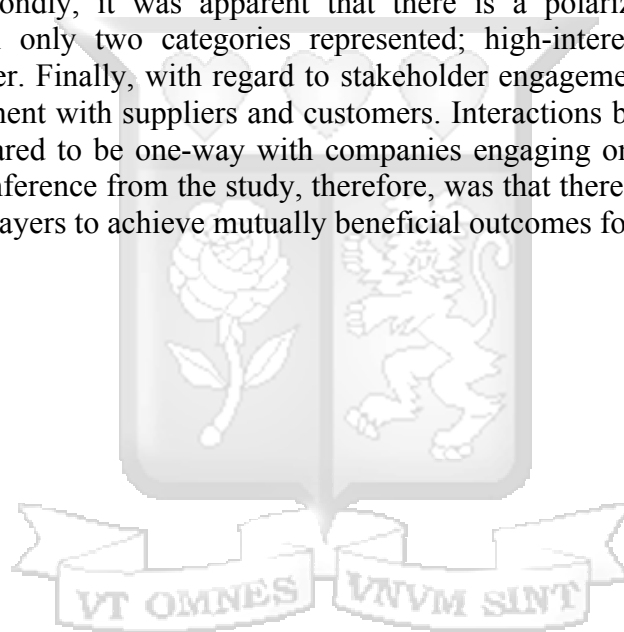 ondly, it was apparent that there is a polariz
only two categories represented; high-intere
er. Finally, with regard to stakeholder engageme
nent with suppliers and customers. Interactions b
ared to be one-way with companies engaging or
nference from the study, therefore, was that there
ayers to achieve mutually beneficial outcomes fo
VT OMNES VNVM SINT